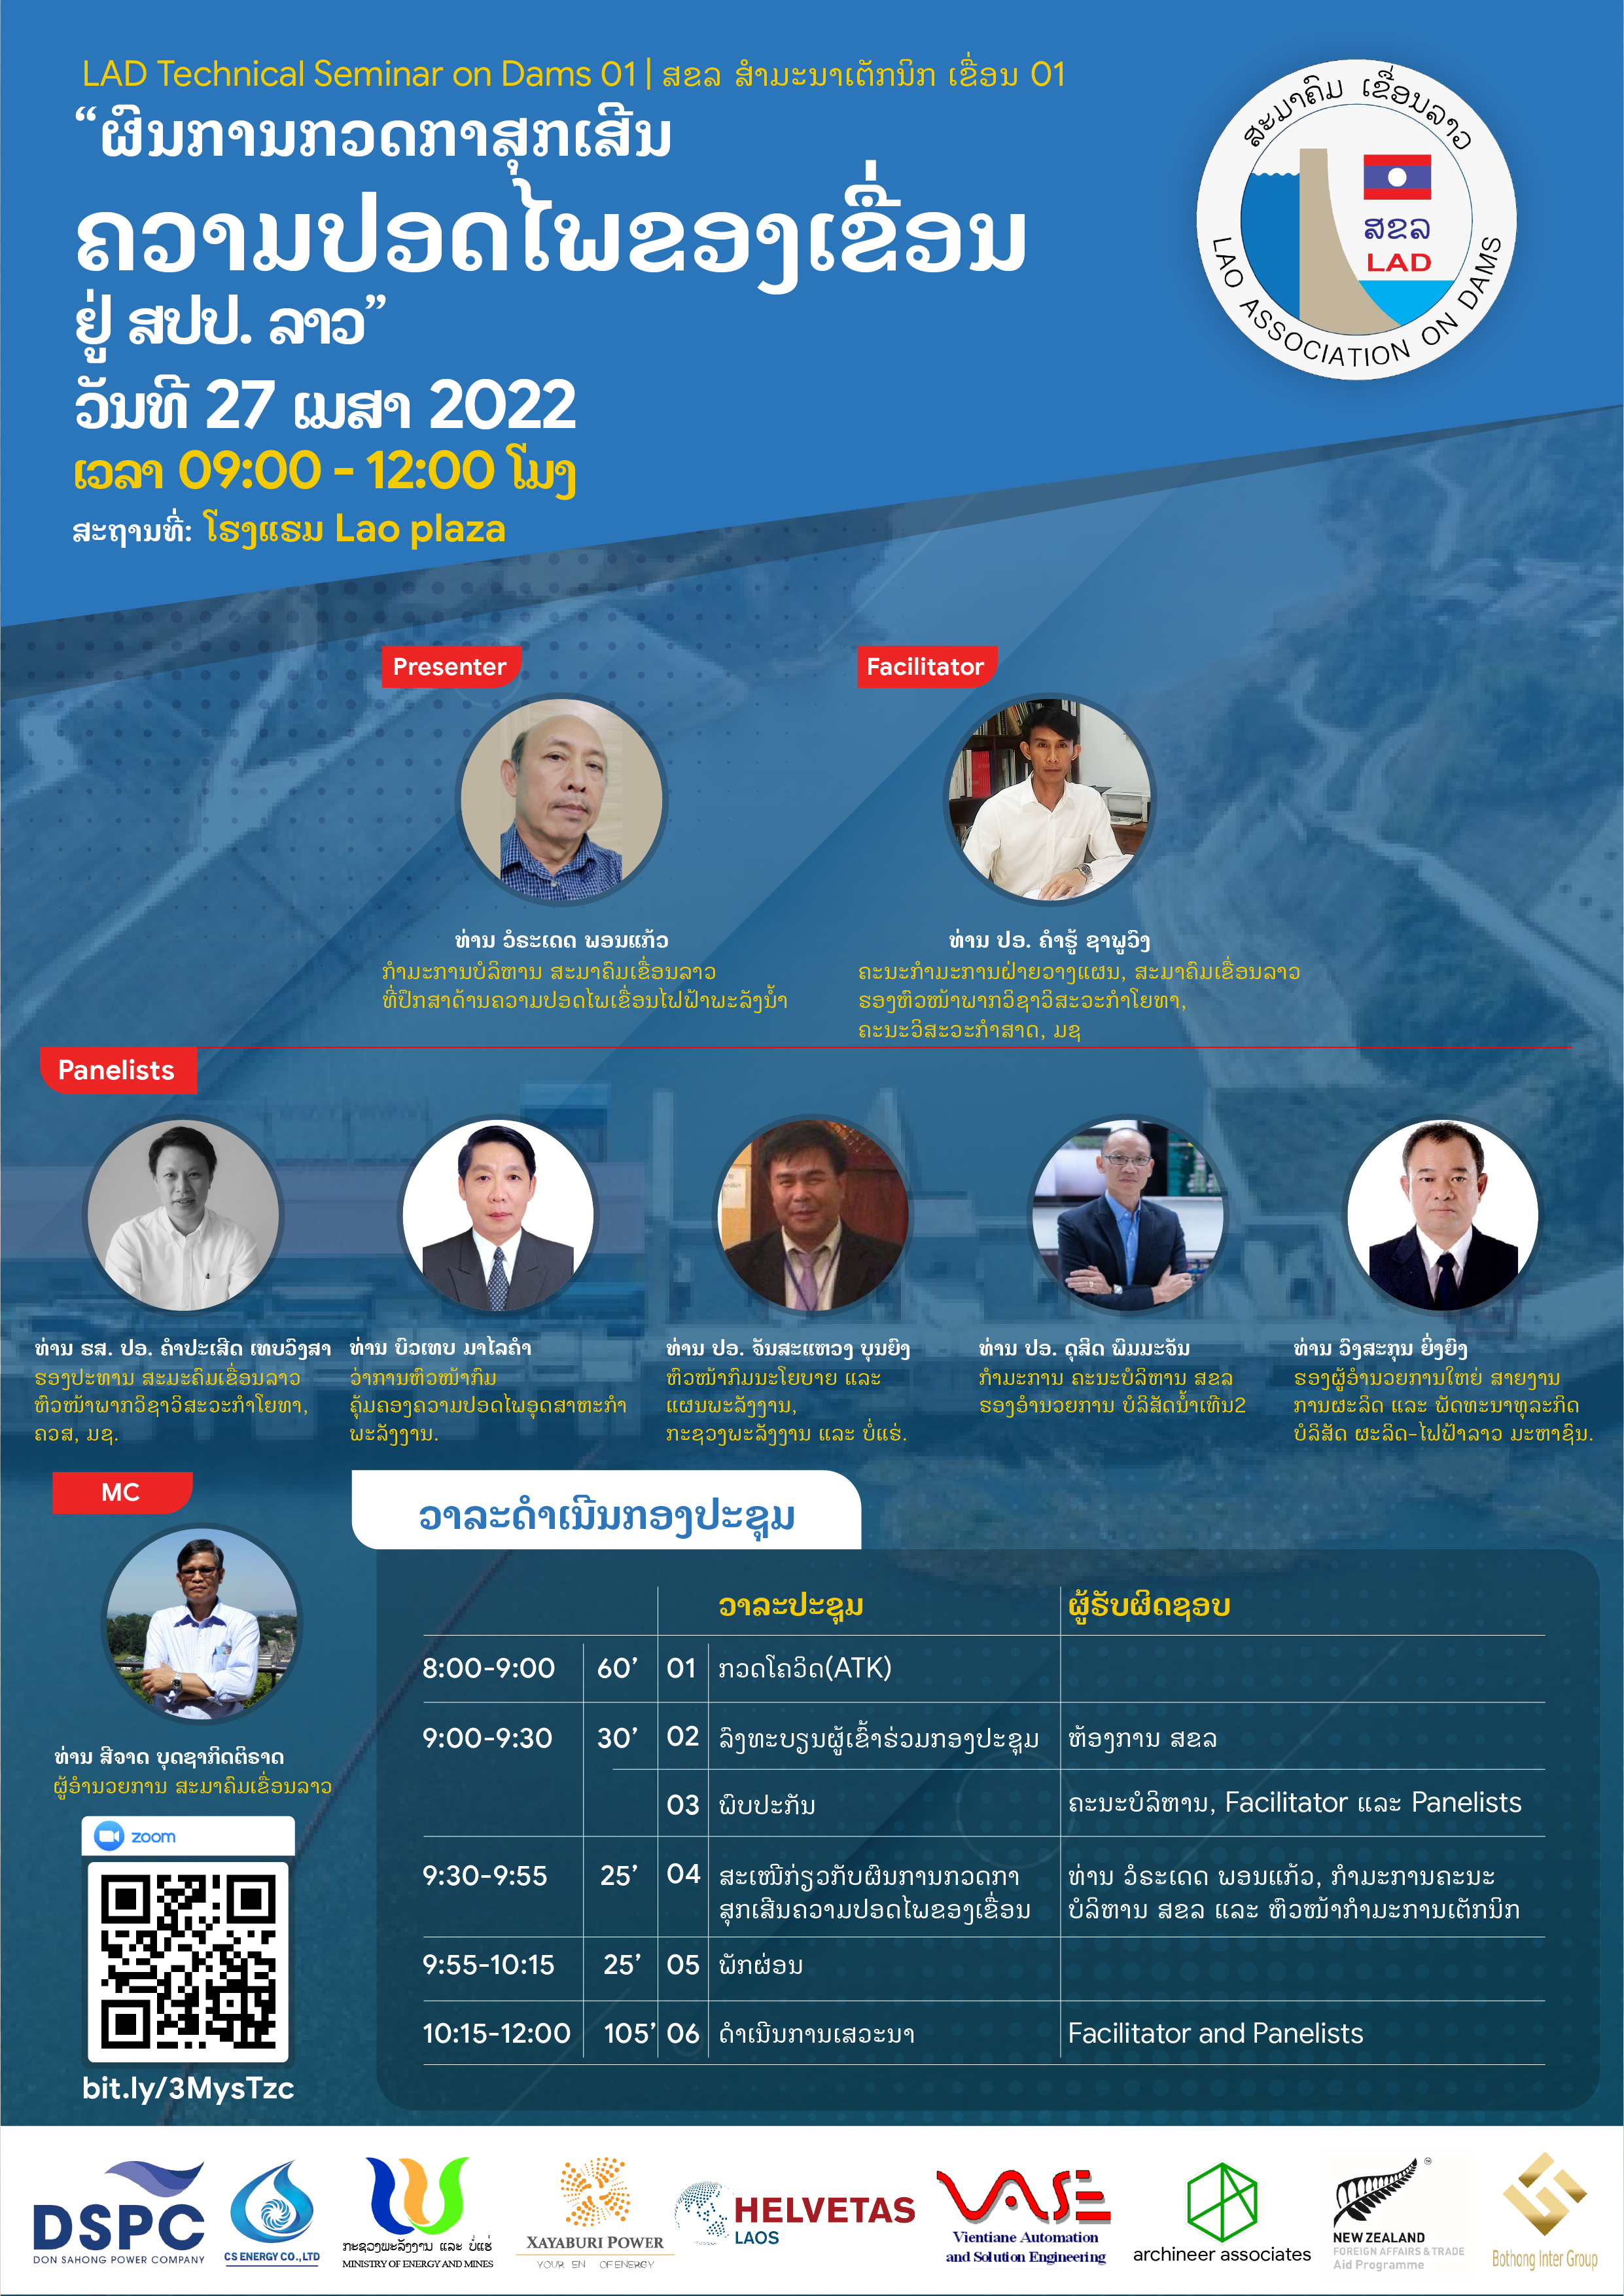 LAD Technical Seminar on Dams 01 | ສຂລ ສຳມະນາເຕັກນິກ ເຂື່ອນ 01
“ຜົນການກວດກາສຸກເສີນ
ຄວາມປອດໄພຂອງເຂື່ອນ
ຢູ່ ສປປ. ລາວ”
ວັນທີ 27 ເມສາ 2022
ເວລາ 09:00 - 12:00 ໂມງ
ສະຖານທີ່: ໂຮງແຮມ Lao plaza
ສະມາຄົມ ເຂື່ອນລາວ
ສຂລ
LAD
LAO ASSOCIATION ON DAMS
Presenter
ທ່ານ ວໍຣະເດດ ພອນແກ້ວ
ກຳມະການບໍລິຫານ ສະມາຄົມເຂື່ອນລາວ
ທີ່ປຶກສາດ້ານຄວາມປອດໄພເຂື່ອນໄຟຟ້າພະລັງນ້ຳ
Facilitator
ທ່ານ ປອ. ຄຳຮູ້ ຊາພູວົງ
ຄະນະກຳມະການຝ່າຍວາງແຜນ, ສະມາຄົມເຂື່ອນລາວ
ຮອງຫົວໜ້າພາກວິຊາວິສະວະກຳໂຍທາ,
ຄະນະວິສະວະກຳສາດ, ມຊ
Panelists
ທ່ານ ຮສ. ປອ. ຄຳປະເສີດ ເທບວົງສາ
ຮອງປະທານ ສະມະຄົມເຂື່ອນລາວ
ຫົວໜ້າພາກວິຊາວິສະວະກຳໂຍທາ,
ຄວສ, ມຊ.
ທ່ານ ບົວເທບ ມາໄລຄຳ
ວ່າການຫົວໜ້າກົມ
ຄຸ້ມຄອງຄວາມປອດໄພອຸດສາຫະກຳ
ພະລັງງານ.
ທ່ານ ປອ. ຈັນສະແຫວງ ບຸນຍົງ
ຫົວໜ້າກົມນະໂຍບາຍ ແລະ
ແຜນພະລັງງານ,
ກະຊວງພະລັງງານ ແລະ ບໍ່ແຮ່.
ທ່ານ ປອ. ດຸສິດ ພິມມະຈັນ
ກຳມະການ ຄະນະບໍລິຫານ ສຂລ
ຮອງອຳນວຍການ ບໍລິສັດນ້ຳເທີນ2
ທ່ານ ວົງສະກຸນ ຍິ່ງຍົງ
ຮອງຜູ້ອຳນວຍການໃຫຍ່ ສາຍງານ
ການຜະລິດ ແລະ ພັດທະນາທຸລະກິດ
ບໍລິສັດ ຜະລິດ-ໄຟຟ້າລາວ ມະຫາຊົນ.
MC
ທ່ານ ສີຈາດ ບຸດຊາກິດຕິຣາດ
ຜູ້ອຳນວຍການ ສະມາຄົມເຂື່ອນລາວ
zoom
bit.ly/3MysTzc
ວາລະດຳເນີນກອງປະຊຸມ
ວາລະປະຊຸມ ຜູ້ຮັບຜິດຊອບ
8:00-9:00 60’ 01 ກວດໂຄວິດ(ATK)
9:00-9:30 30’ 02 ລົງທະບຽນຜູ້ເຂົ້າຮ່ວມກອງປະຊຸມ ຫ້ອງການ ສຂລ
03 ພົບປະກັນ ຄະນະບໍລິຫານ, Facilitator ແລະ Panelists
9:30-9:55 25’ 04 ສະເໜີກ່ຽວກັບຜົນການກວດກາ ທ່ານ ວໍຣະເດດ ພອນແກ້ວ, ກຳມະການຄະນະ
ສຸກເສີນຄວາມປອດໄພຂອງເຂື່ອນ ບໍລິຫານ ສຂລ ແລະ ຫົວໜ້າກຳມະການເຕັກນິກ
9:55-10:15 25’ 05 ພັກຜ່ອນ
10:15-12:00 105’ 06 ດຳເນີນການເສວະນາ Facilitator and Panelists
DSPC
DON SAHONG POWER COMPANY
CS ENERGY CO.,LTD
ກະຊວງພະລັງງານ ແລະ ບໍ່ແຮ່
MINISTRY OF ENERGY AND MINES
XAYABURI POWER
YOUR EN OF ENERGY
HELVETAS
LAOS
VASE
Vientiane Automation
and Solution Engineering
archineer associates
NEW ZEALAND
FOREIGN AFFAIRS & TRADE
Aid Programme
Bothong Inter Group